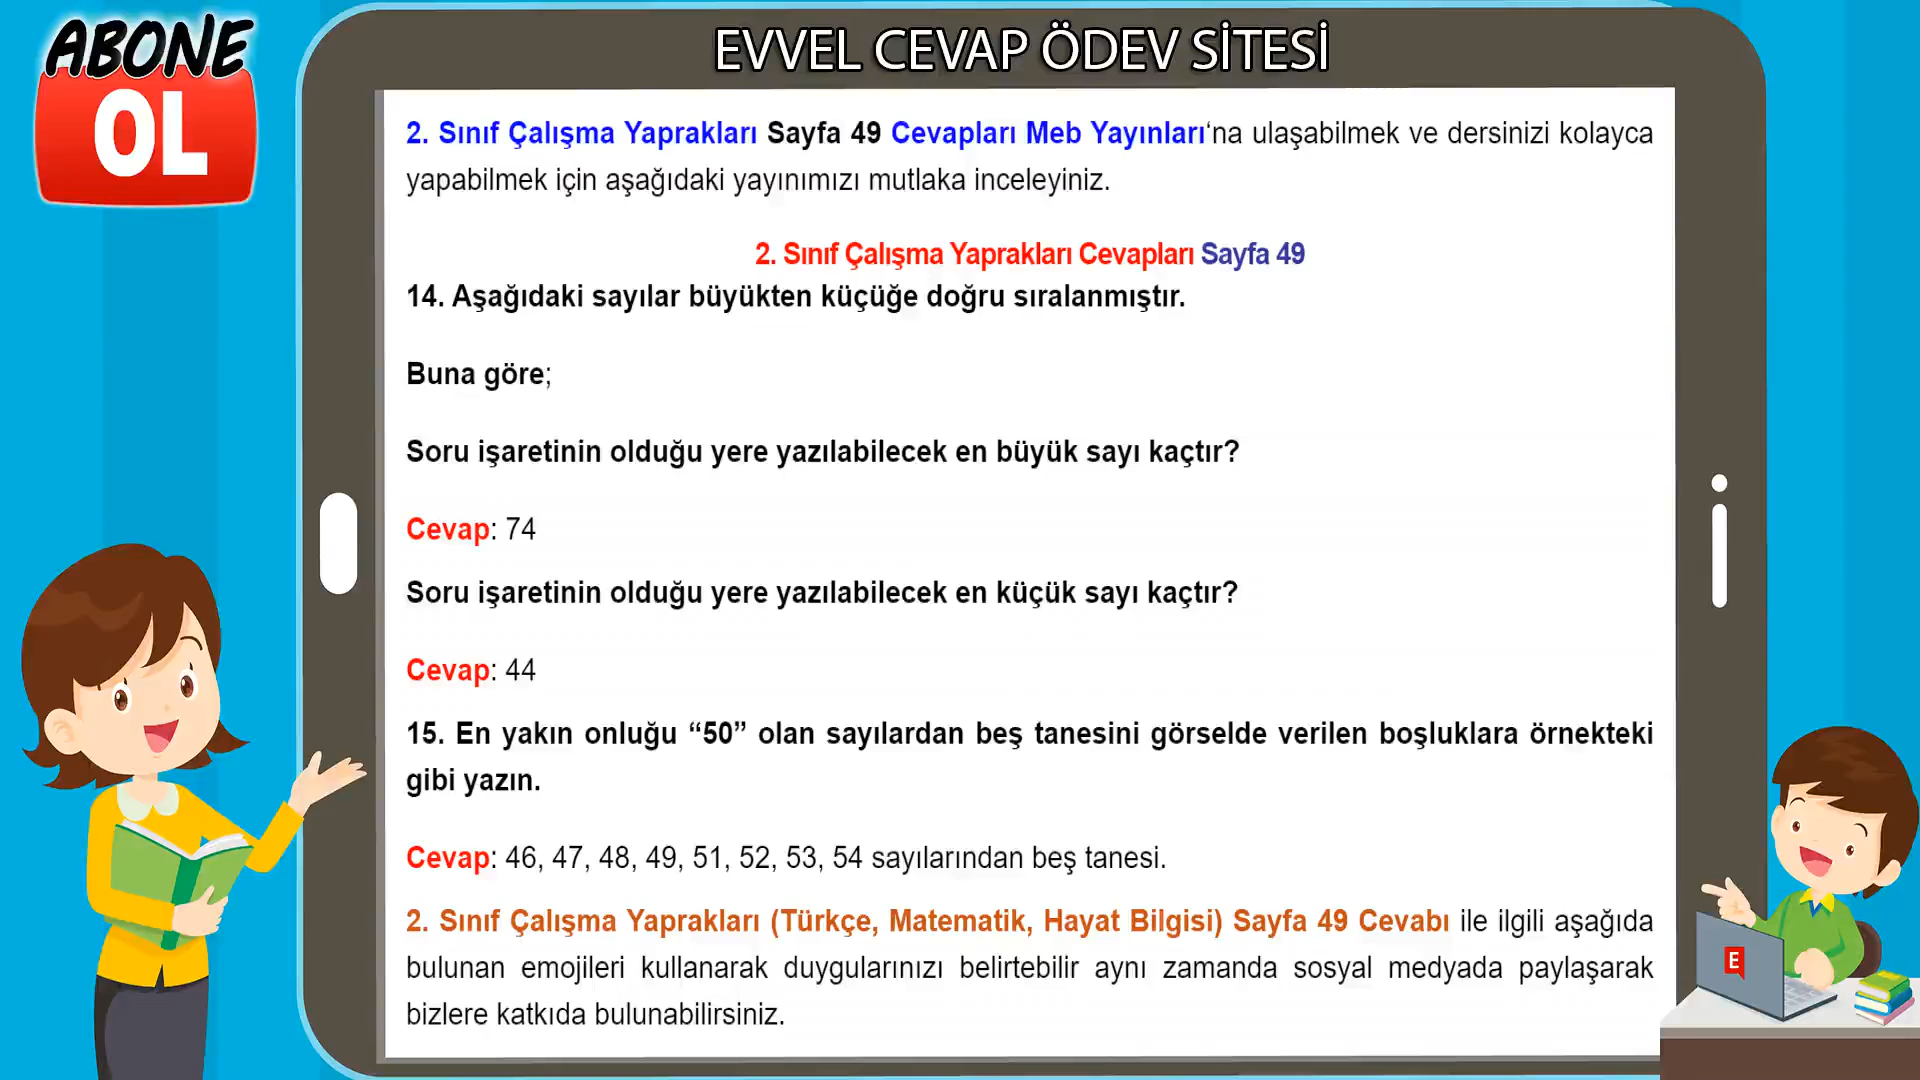 ABONE
OL
EVVEL CEVAP ÖDEV SİTESİ
2. Sınıf Çalışma Yaprakları Sayfa 49 Cevapları Meb Yayınları‘na ulaşabilmek ve dersinizi kolayca
yapabilmek için aşağıdaki yayınımızı mutlaka inceleyiniz.
2. Sınıf Çalışma Yaprakları Cevapları Sayfa 49
14. Aşağıdaki sayılar büyükten küçüğe doğru sıralanmıştır.
Buna göre;
Soru işaretinin olduğu yere yazılabilecek en büyük sayı kaçtır?
Cevap: 74
Soru işaretinin olduğu yere yazılabilecek en küçük sayı kaçtır?
Cevap: 44
15. En yakın onluğu “50” olan sayılardan beş tanesini görselde verilen boşluklara örnekteki
gibi yazın.
Cevap: 46, 47, 48, 49, 51, 52, 53, 54 sayılarından beş tanesi.
2. Sınıf Çalışma Yaprakları (Türkçe, Matematik, Hayat Bilgisi) Sayfa 49 Cevabı ile ilgili aşağıda
bulunan emojileri kullanarak duygularınızı belirtebilir aynı zamanda sosyal medyada paylaşarak
bizlere katkıda bulunabilirsiniz.
E